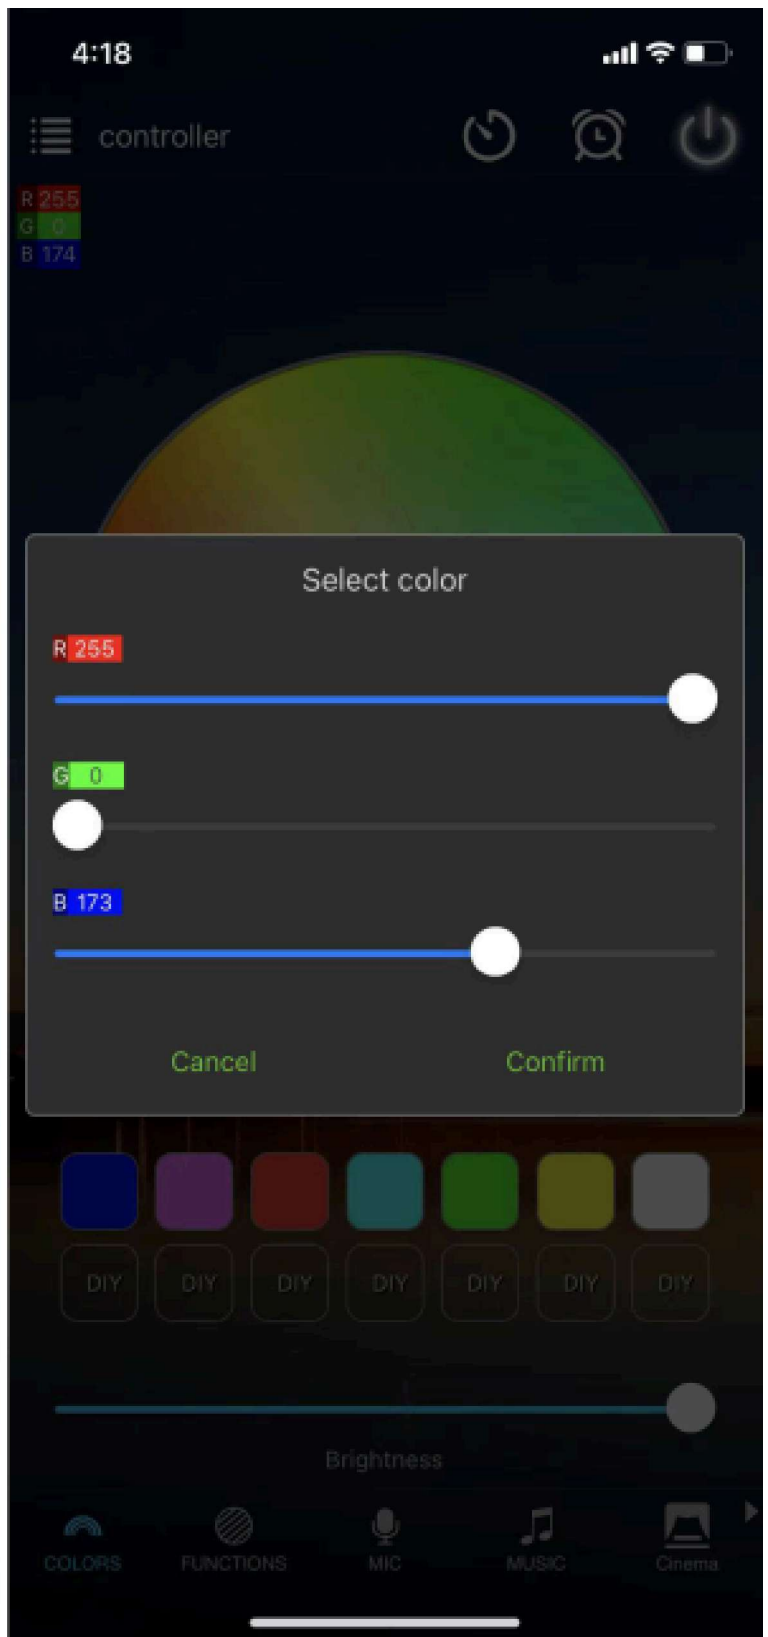 4:18
controller
R 255
G 0
B 174
Select color
R 255
G 0
B 173
Cancel Confirm
DIY DIY DIY DIY DIY DIY DIY
Brightness
COLORS FUNCTIONS MIC MUSIC Cinema